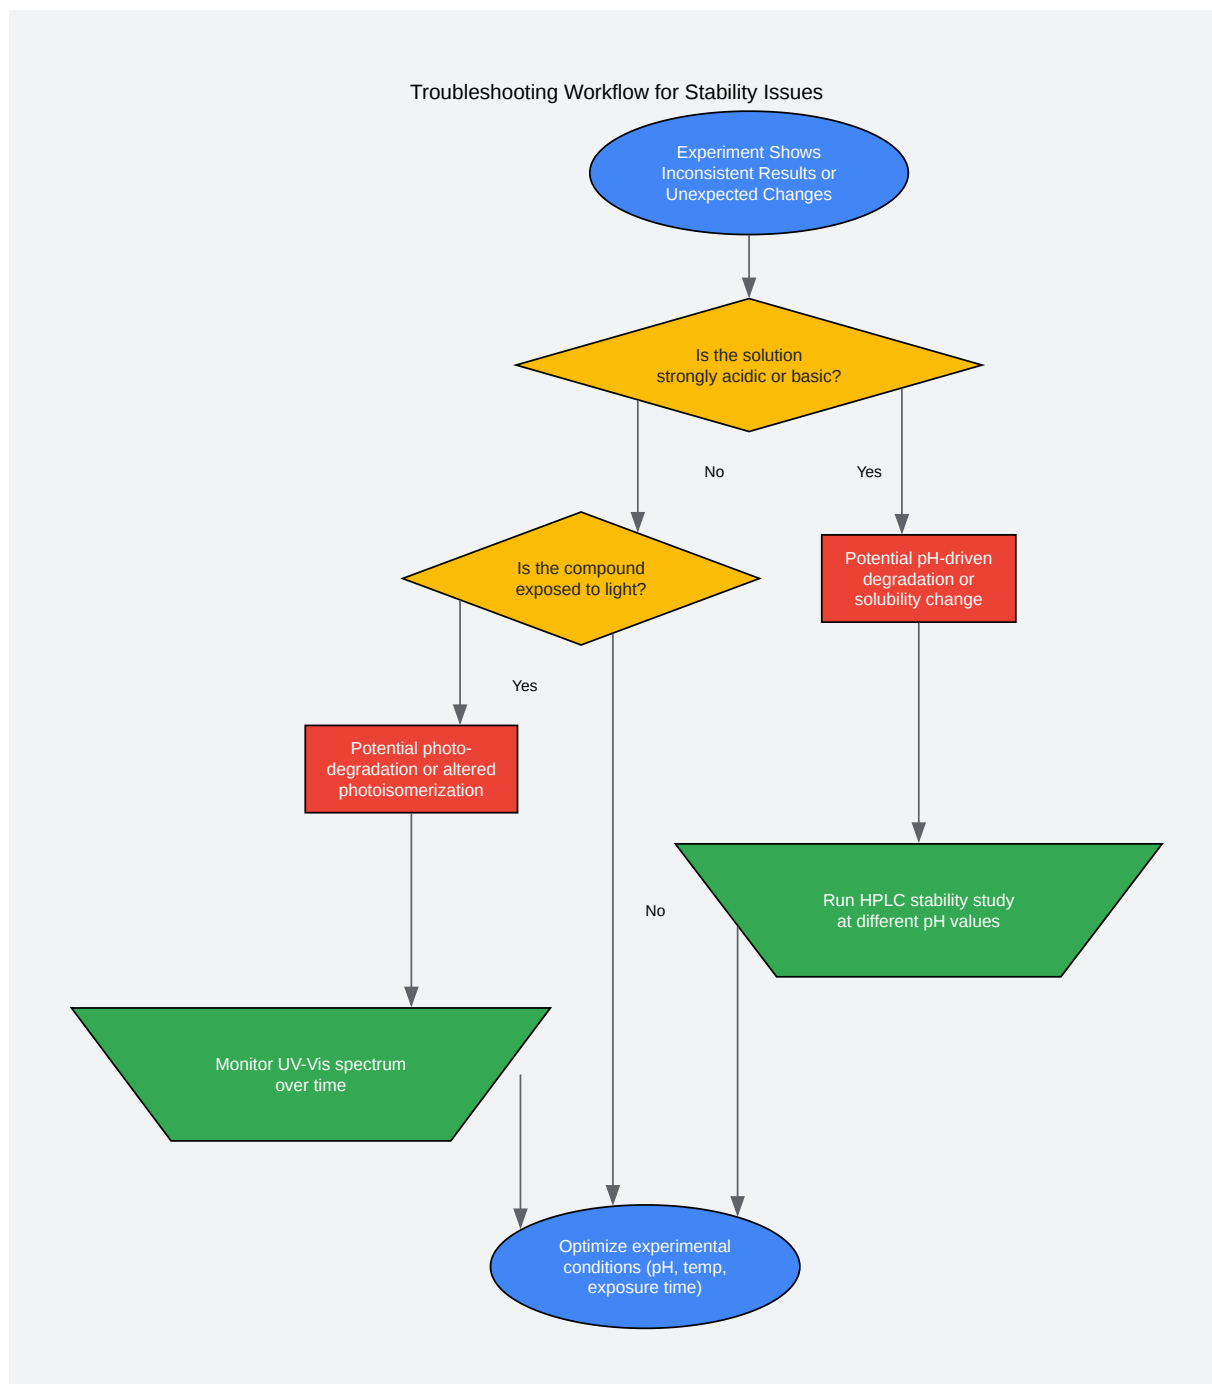 Troubleshooting Workflow for Stability Issues
Experiment Shows
Inconsistent Results or
Unexpected Changes
Is the solution
strongly acidic or basic?
No
Yes
Is the compound
exposed to light?
Potential pH-driven
degradation or
solubility change
Yes
Potential photo-
degradation or altered
photoisomerization
Run HPLC stability study
at different pH values
No
Monitor UV-Vis spectrum
over time
Optimize experimental
conditions (pH, temp,
exposure time)